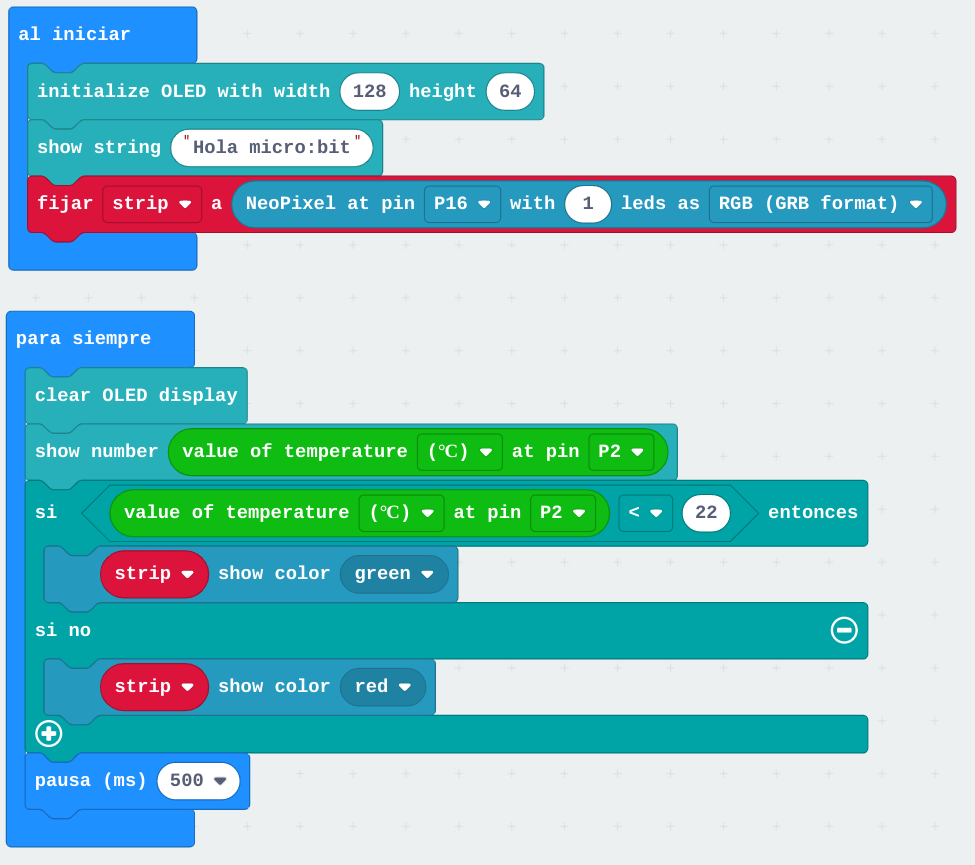 al iniciar
initialize OLED with width 128 height 64
show string "Hola micro:bit"
fijar strip a NeoPixel at pin P16 with 1 leds as RGB (GRB format)
para siempre
clear OLED display
show number value of temperature (℃) at pin P2
si value of temperature (℃) at pin P2 < 22 entonces
strip show color green
si no
strip show color red
pausa (ms) 500